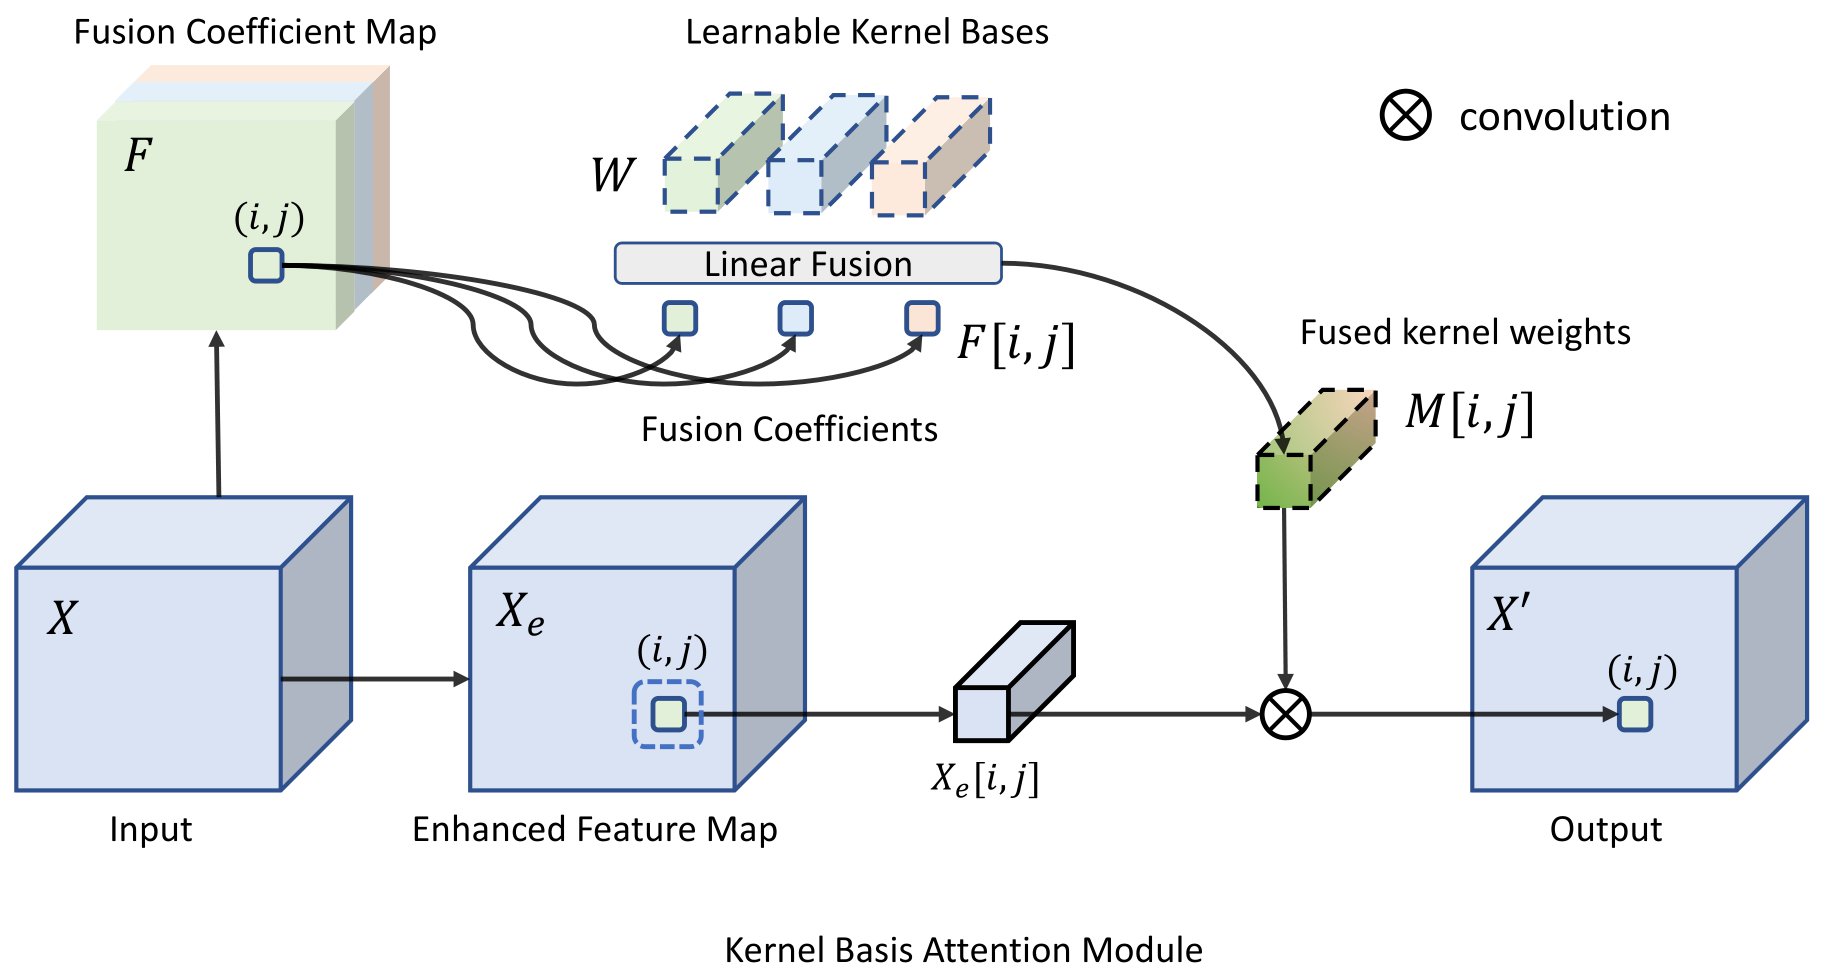 Fusion Coefficient Map
Learnable Kernel Bases
convolution
F
W
(i, j)
Linear Fusion
F[i, j]
Fused kernel weights
M[i, j]
Fusion Coefficients
X
X_e
(i, j)
X_e[i, j]
X′
(i, j)
Input
Enhanced Feature Map
Output
Kernel Basis Attention Module